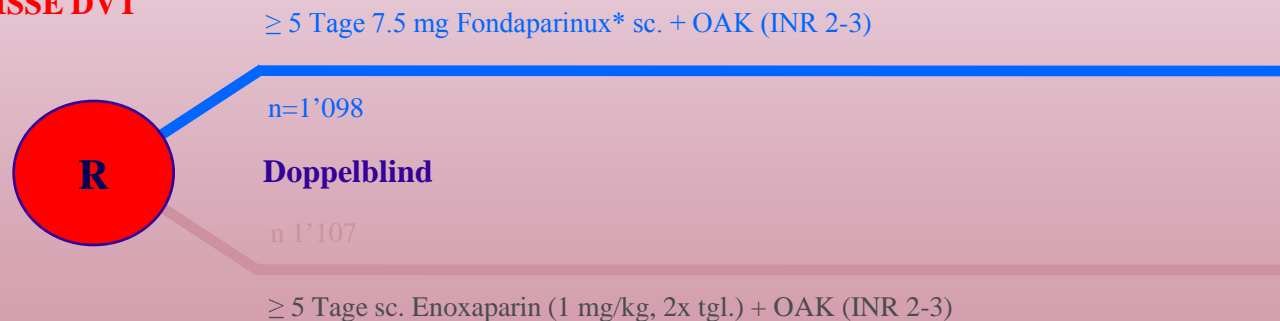 DVT
≥ 5 Tage 7.5 mg Fondaparinux* sc. + OAK (INR 2-3)
n=1’098
R
Doppelblind
n 1’107
≥ 5 Tage sc. Enoxaparin (1 mg/kg, 2x tgl.) + OAK (INR 2-3)